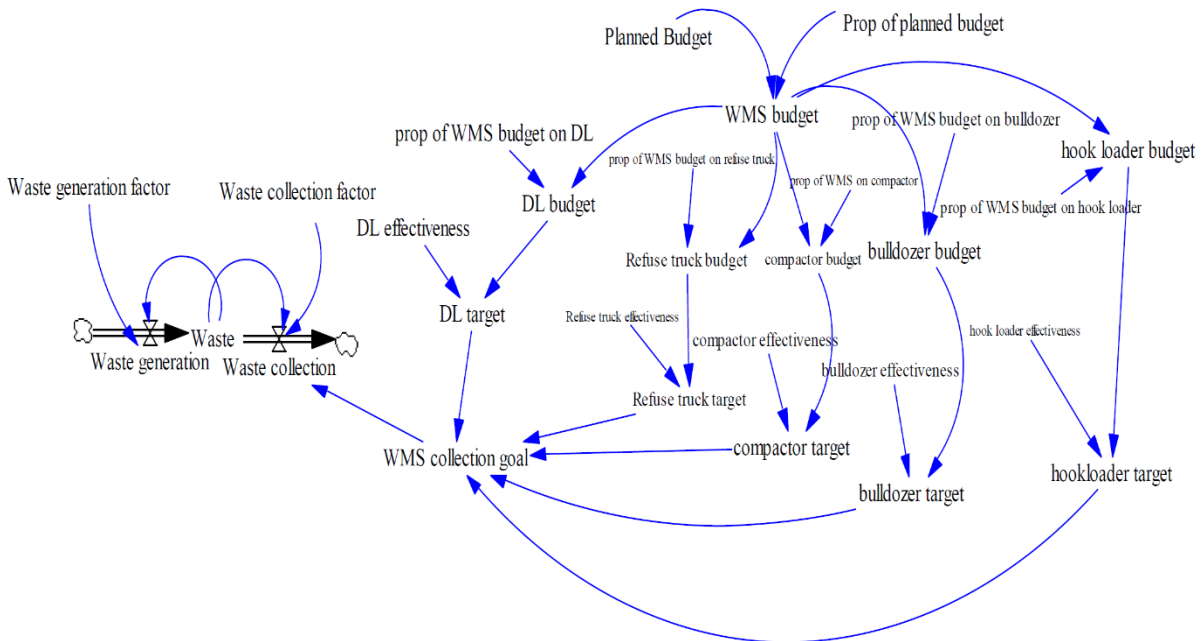 Planned Budget
Prop of planned budget
WMS budget
prop of WMS budget on bulldozer
prop of WMS budget on DL
hook loader budget
prop of WMS budget on refuse truck
Waste generation factor
Waste collection factor
prop of WMS on compactor
DL budget
prop of WMS budget on hook loader
DL effectiveness
Refuse truck budget
compactor budget
bulldozer budget
DL target
Refuse truck effectiveness
Waste
hook loader effectiveness
compactor effectiveness
Waste generation
Waste collection
bulldozer effectiveness
Refuse truck target
WMS collection goal
compactor target
hookloader target
bulldozer target